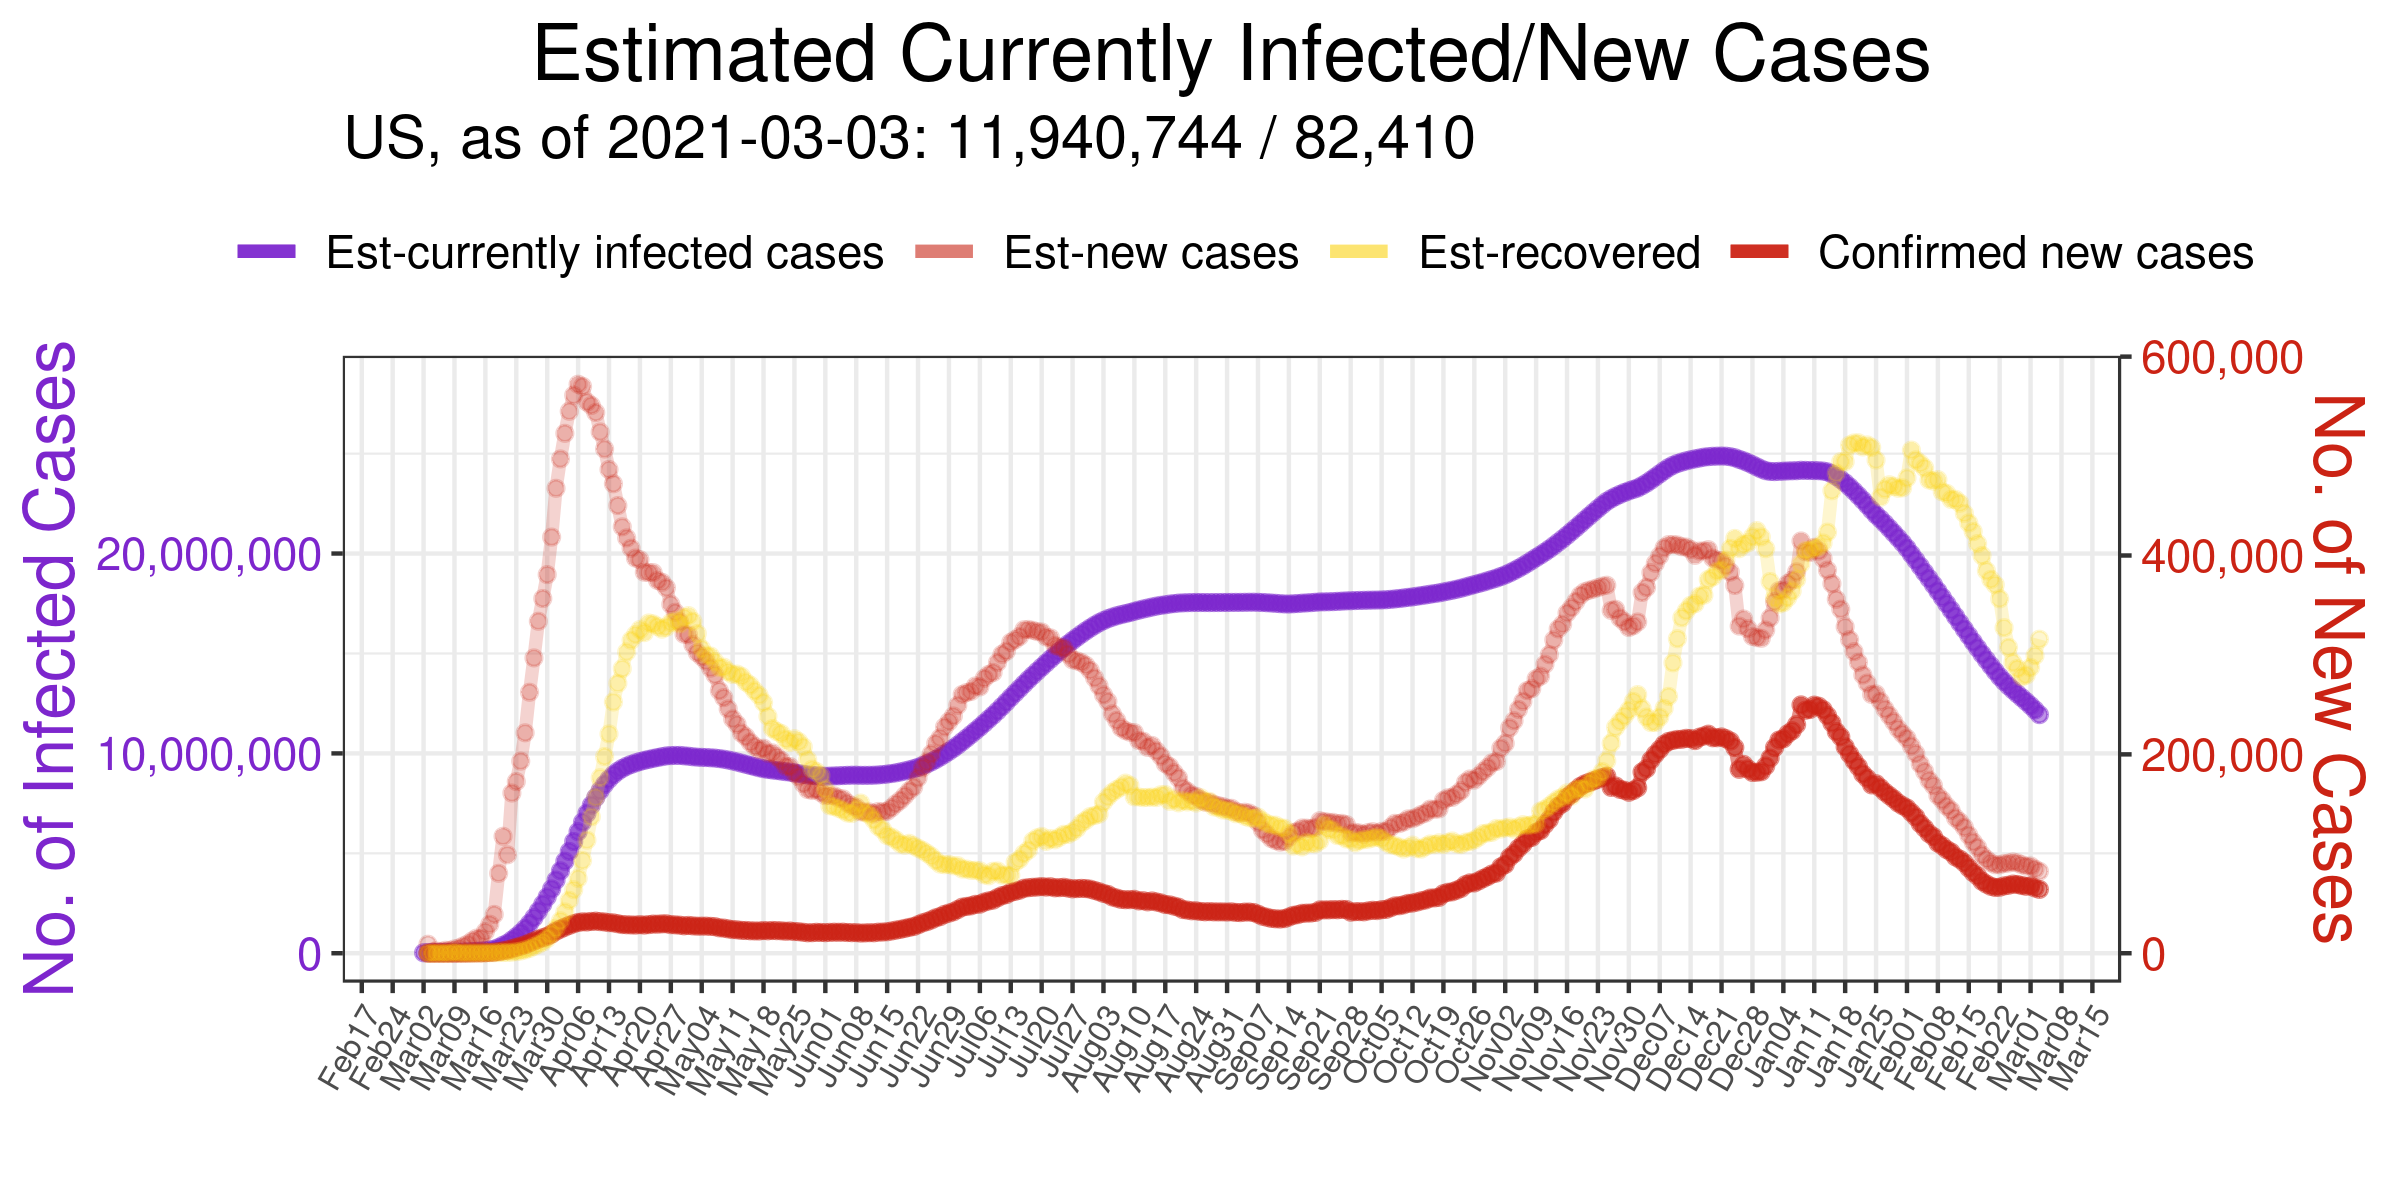 Estimated Currently Infected/New Cases
US, as of 2021-03-03: 11,940,744 / 82,410
Est-currently infected cases Est-new cases Est-recovered Confirmed new cases
No. of Infected Cases
20,000,000
10,000,000
0
600,000
400,000
200,000
0
No. of New Cases
Feb17 Feb24 Mar02 Mar09 Mar16 Mar23 Mar30 Apr06 Apr13 Apr20 Apr27 May04 May11 May18 May25 Jun01 Jun08 Jun15 Jun22 Jun29 Jul06 Jul13 Jul20 Jul27 Aug03 Aug10 Aug17 Aug24 Aug31 Sep07 Sep14 Sep21 Sep28 Oct05 Oct12 Oct19 Oct26 Nov02 Nov09 Nov16 Nov23 Nov30 Dec07 Dec14 Dec21 Dec28 Jan04 Jan11 Jan18 Jan25 Feb01 Feb08 Feb15 Feb22 Mar01 Mar08 Mar15